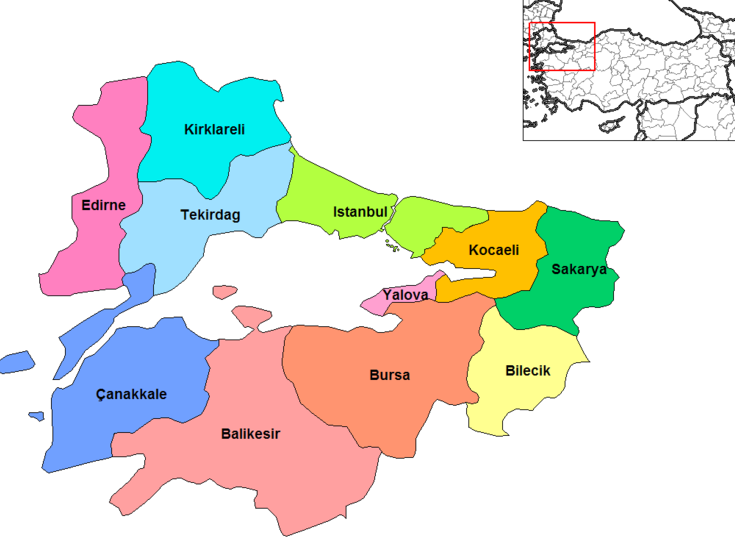 Kirklareli
Edirne
Tekirdag
Istanbul
Kocaeli
Sakarya
Yalova
Bursa
Bilecik
Çanakkale
Balikesir